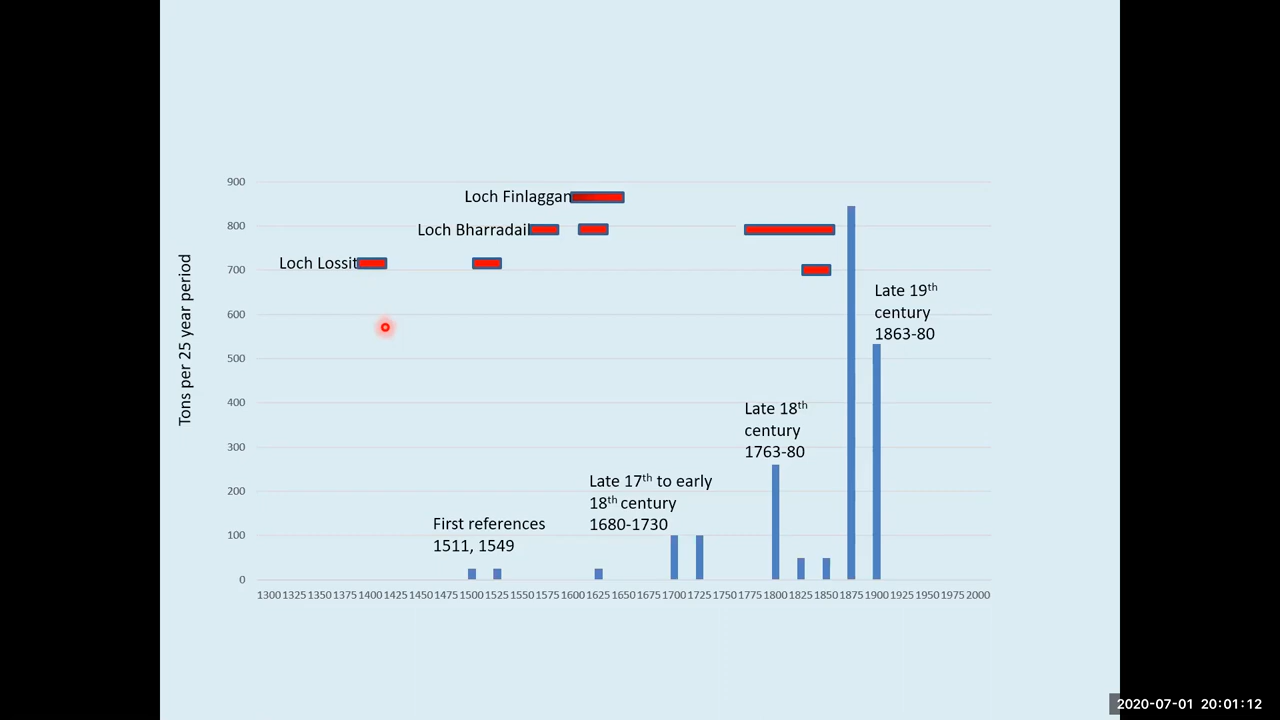 900
Loch Finlaggan
800
Loch Bharradail
Loch Lossit
700
Tons per 25 year period
600
Late 19th
century
1863-80
500
400
Late 18th
century
1763-80
300
Late 17th to early
18th century
1680-1730
200
First references
1511, 1549
100
0
1300 1325 1350 1375 1400 1425 1450 1475 1500 1525 1550 1575 1600 1625 1650 1675 1700 1725 1750 1775 1800 1825 1850 1875 1900 1925 1950 1975 2000
2020-07-01 20:01:12